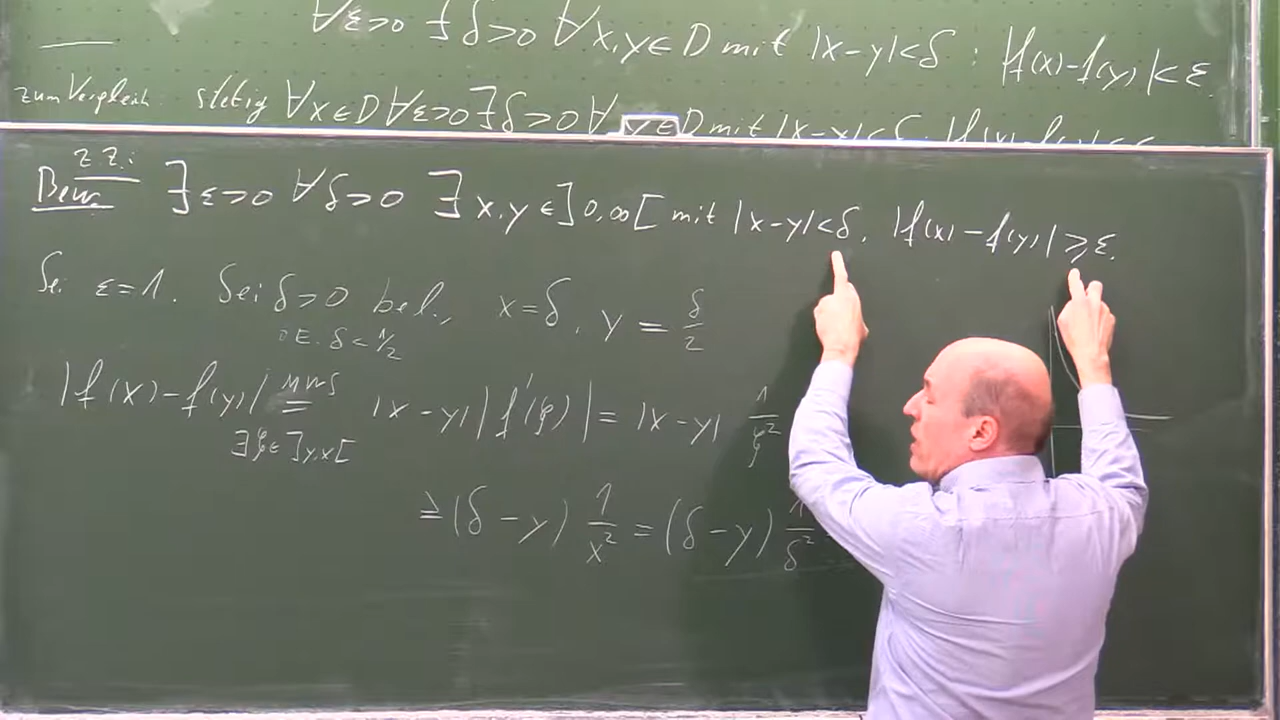 ∀ε>0 ∃δ>0 ∀x,y∈D mit |x-y|<δ : |f(x)-f(y)|<ε.
zum Vergleich: stetig ∀x∈D ∀ε>0 ∃δ>0 ∀y∈D mit |x-y|<δ: |f(x)-f(y)|<ε
z.z.:
Bew. ∃ε>0 ∀δ>0 ∃x,y∈]0,∞[ mit |x-y|<δ, |f(x)-f(y)|≥ε.
Sei ε=1. Sei δ>0 bel., x=δ, y=δ/2
OE. δ<1/2
|f(x)-f(y)| MWS = |x-y||f'(ξ)| = |x-y| 1/ξ²
∃ξ∈]y,x[
≥(δ-y) 1/x² = (δ-y) 1/δ²